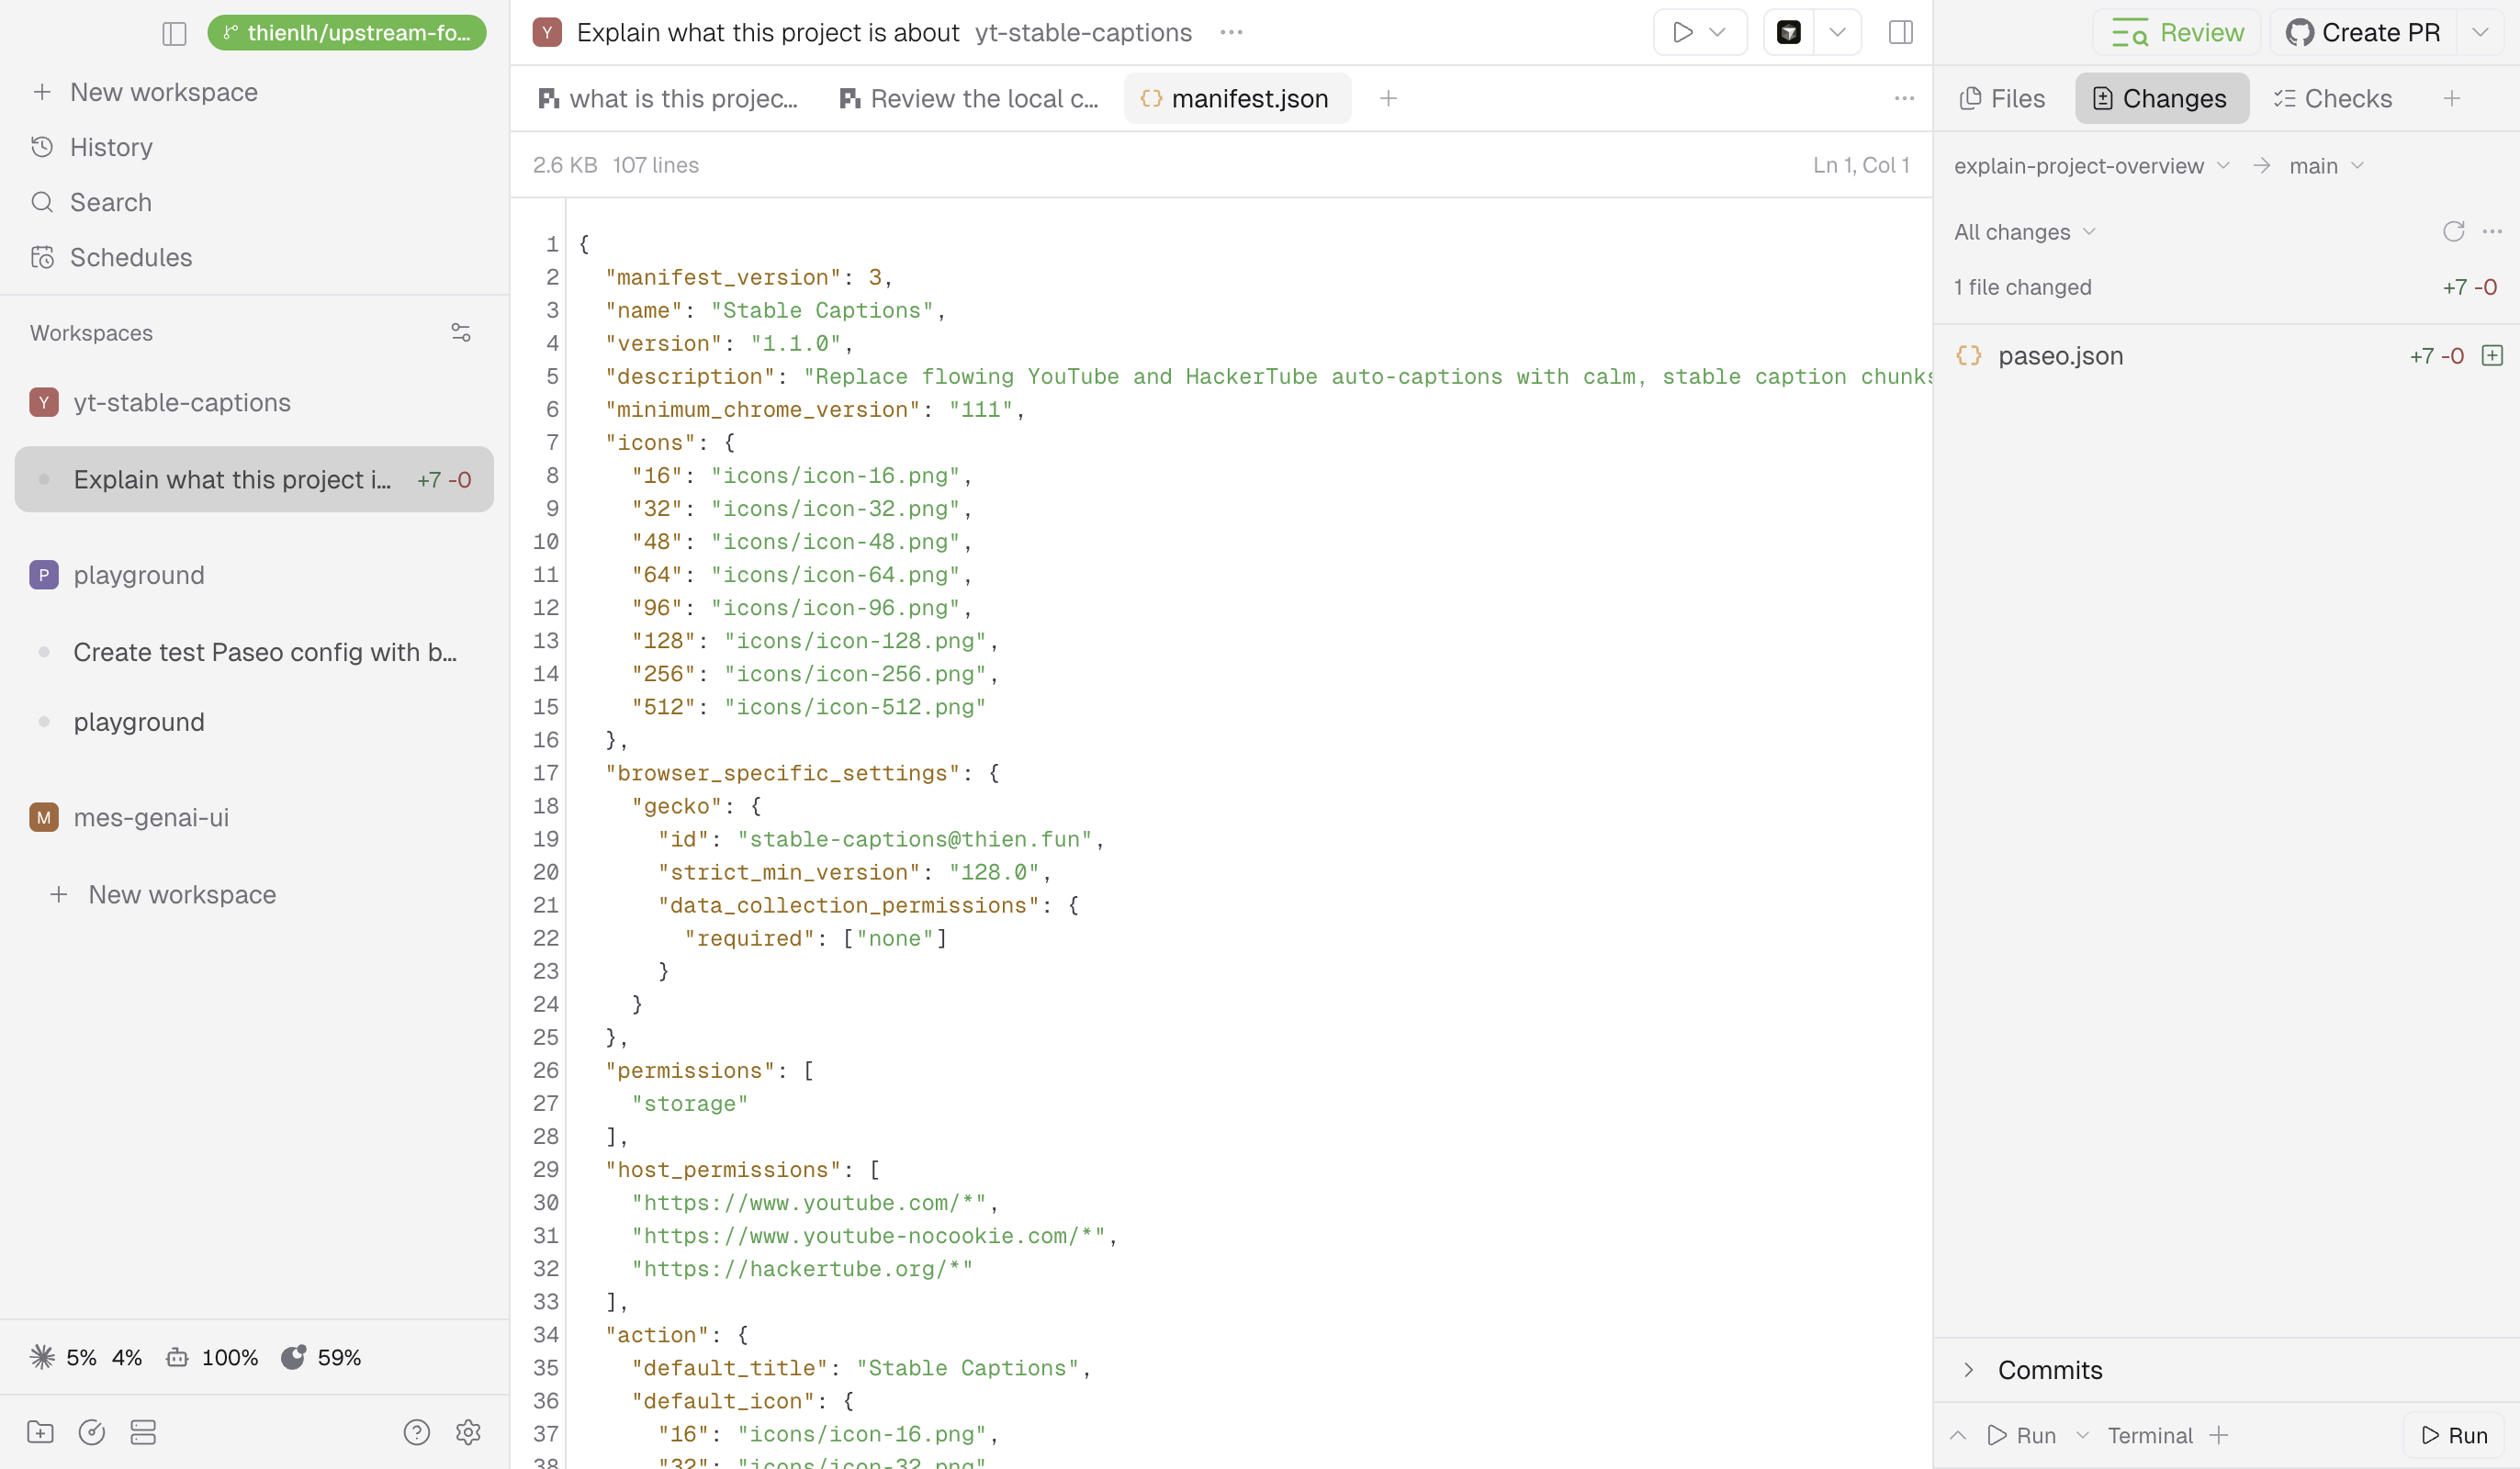 thienlh/upstream-fo...
New workspace
History
Search
Schedules
Workspaces
Y yt-stable-captions
Explain what this project i... +7 -0
P playground
Create test Paseo config with b...
playground
M mes-genai-ui
New workspace
5% 4% 100% 59%
Y Explain what this project is about yt-stable-captions ...
what is this projec... Review the local c... {} manifest.json
2.6 KB 107 lines Ln 1, Col 1
1 {
2 "manifest_version": 3,
3 "name": "Stable Captions",
4 "version": "1.1.0",
5 "description": "Replace flowing YouTube and HackerTube auto-captions with calm, stable caption chunks
6 "minimum_chrome_version": "111",
7 "icons": {
8 "16": "icons/icon-16.png",
9 "32": "icons/icon-32.png",
10 "48": "icons/icon-48.png",
11 "64": "icons/icon-64.png",
12 "96": "icons/icon-96.png",
13 "128": "icons/icon-128.png",
14 "256": "icons/icon-256.png",
15 "512": "icons/icon-512.png"
16 },
17 "browser_specific_settings": {
18 "gecko": {
19 "id": "stable-captions@thien.fun",
20 "strict_min_version": "128.0",
21 "data_collection_permissions": {
22 "required": ["none"]
23 }
24 }
25 },
26 "permissions": [
27 "storage"
28 ],
29 "host_permissions": [
30 "https://www.youtube.com/*",
31 "https://www.youtube-nocookie.com/*",
32 "https://hackertube.org/*"
33 ],
34 "action": {
35 "default_title": "Stable Captions",
36 "default_icon": {
37 "16": "icons/icon-16.png",
38 "32": "icons/icon-32.png",
Review Create PR
Files Changes Checks
explain-project-overview → main
All changes
1 file changed +7 -0
{} paseo.json +7 -0
Commits
Run Terminal Run